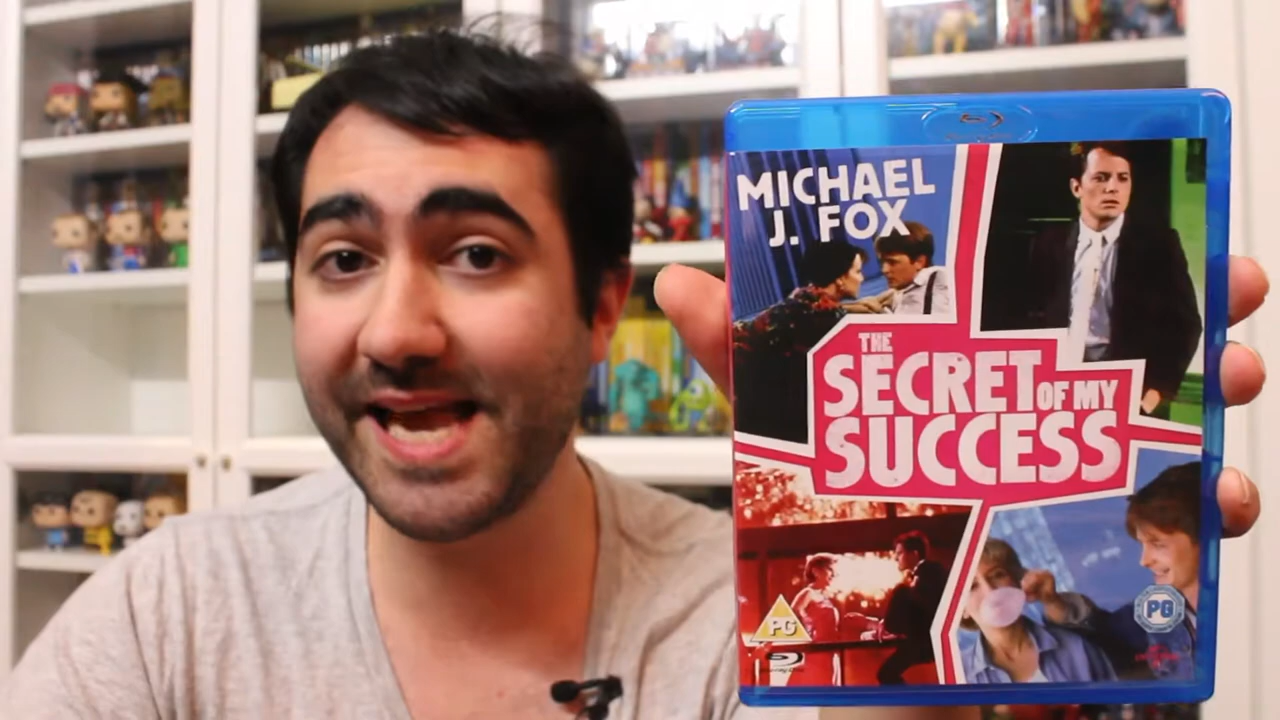 MICHAEL
J. FOX
THE
SECRET OF MY
SUCCESS
PG
PG